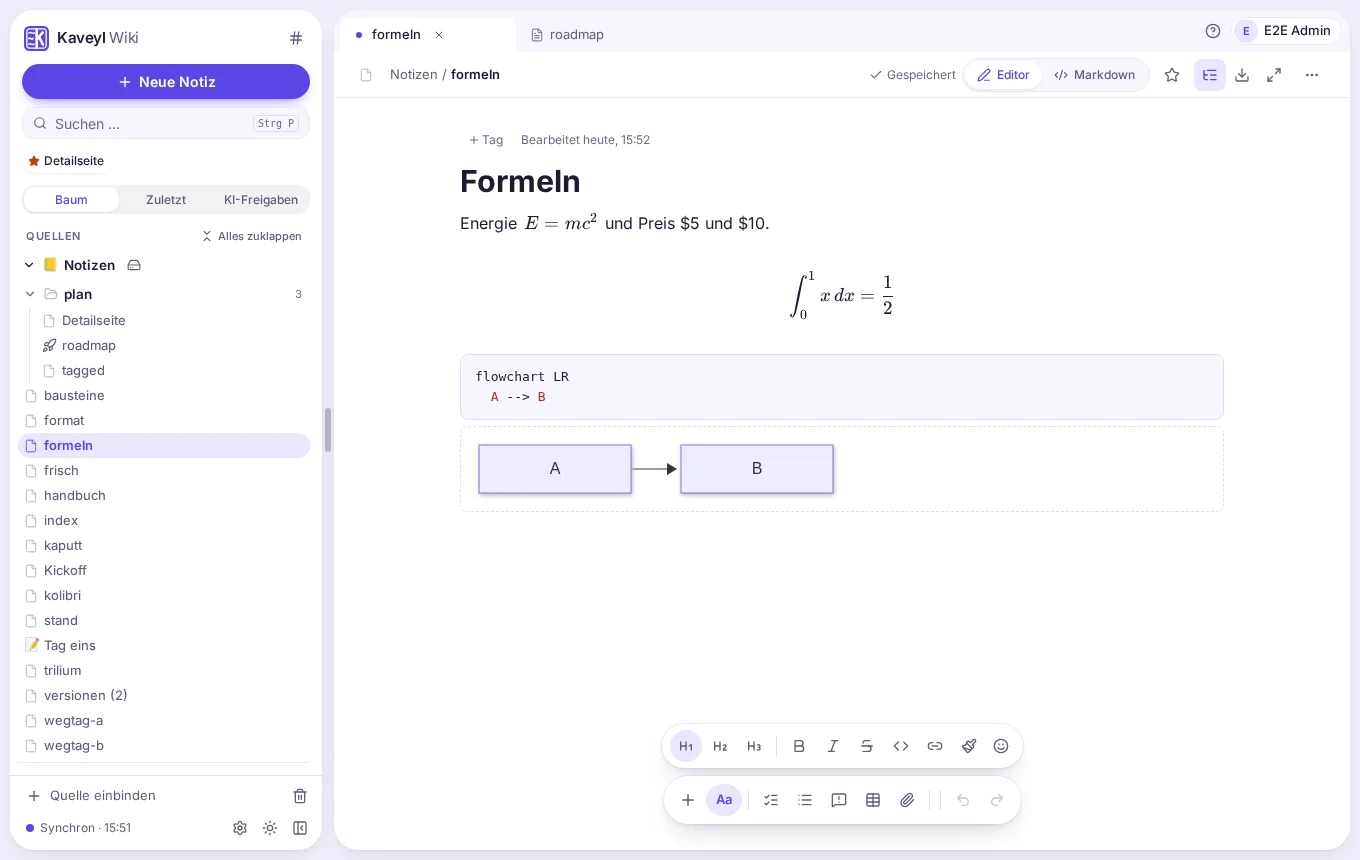 Kaveyl Wiki
Neue Notiz
Suchen ...
Strg P
Detailseite
Baum
Zuletzt
KI-Freigaben
QUELLEN
Alles zuklappen
Notizen
plan
3
Detailseite
roadmap
tagged
bausteine
format
formeln
frisch
handbuch
index
kaputt
Kickoff
kolibri
stand
Tag eins
trilium
versionen (2)
wegtag-a
wegtag-b
Quelle einbinden
Synchron · 15:51
formeln
roadmap
E
E2E Admin
Notizen / formeln
Gespeichert
Editor
Markdown
+ Tag
Bearbeitet heute, 15:52
Formeln
Energie E = mc² und Preis $5 und $10.
∫₀¹ x dx = 1/2
flowchart LR
A --> B
A
B
H1
H2
H3
Aa